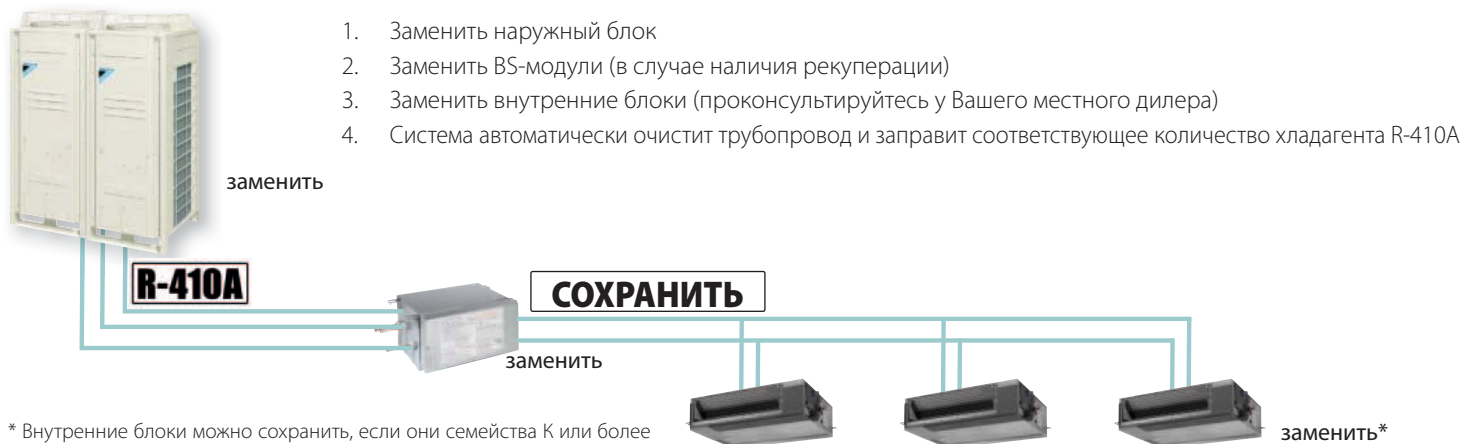 1. Заменить наружный блок
2. Заменить BS-модули (в случае наличия рекуперации)
3. Заменить внутренние блоки (проконсультируйтесь у Вашего местного дилера)
4. Система автоматически очистит трубопровод и заправит соответствующее количество хладагента R-410A
заменить
R-410A
СОХРАНИТЬ
заменить
заменить*
* Внутренние блоки можно сохранить, если они семейства К или более